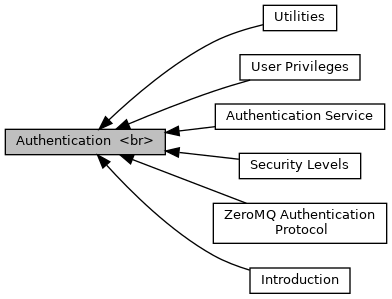 Utilities
User Privileges
Authentication Service
Authentication <br>
Security Levels
ZeroMQ Authentication
Protocol
Introduction